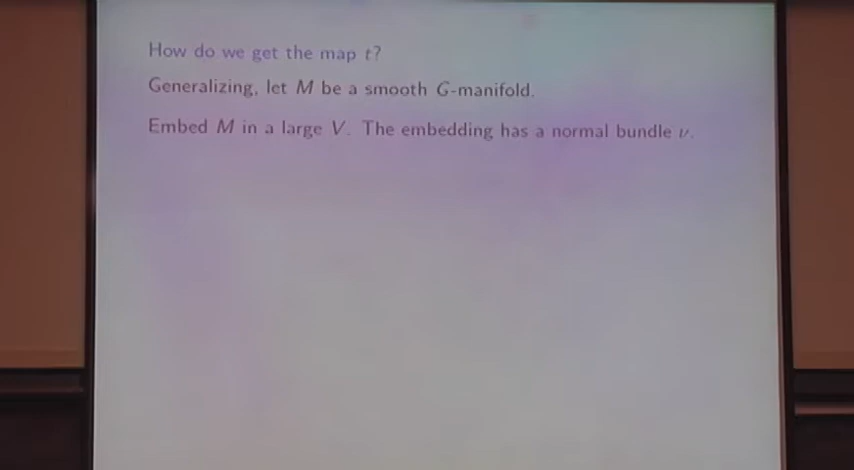 How do we get the map t?
Generalizing, let M be a smooth G-manifold.
Embed M in a large V. The embedding has a normal bundle ν.